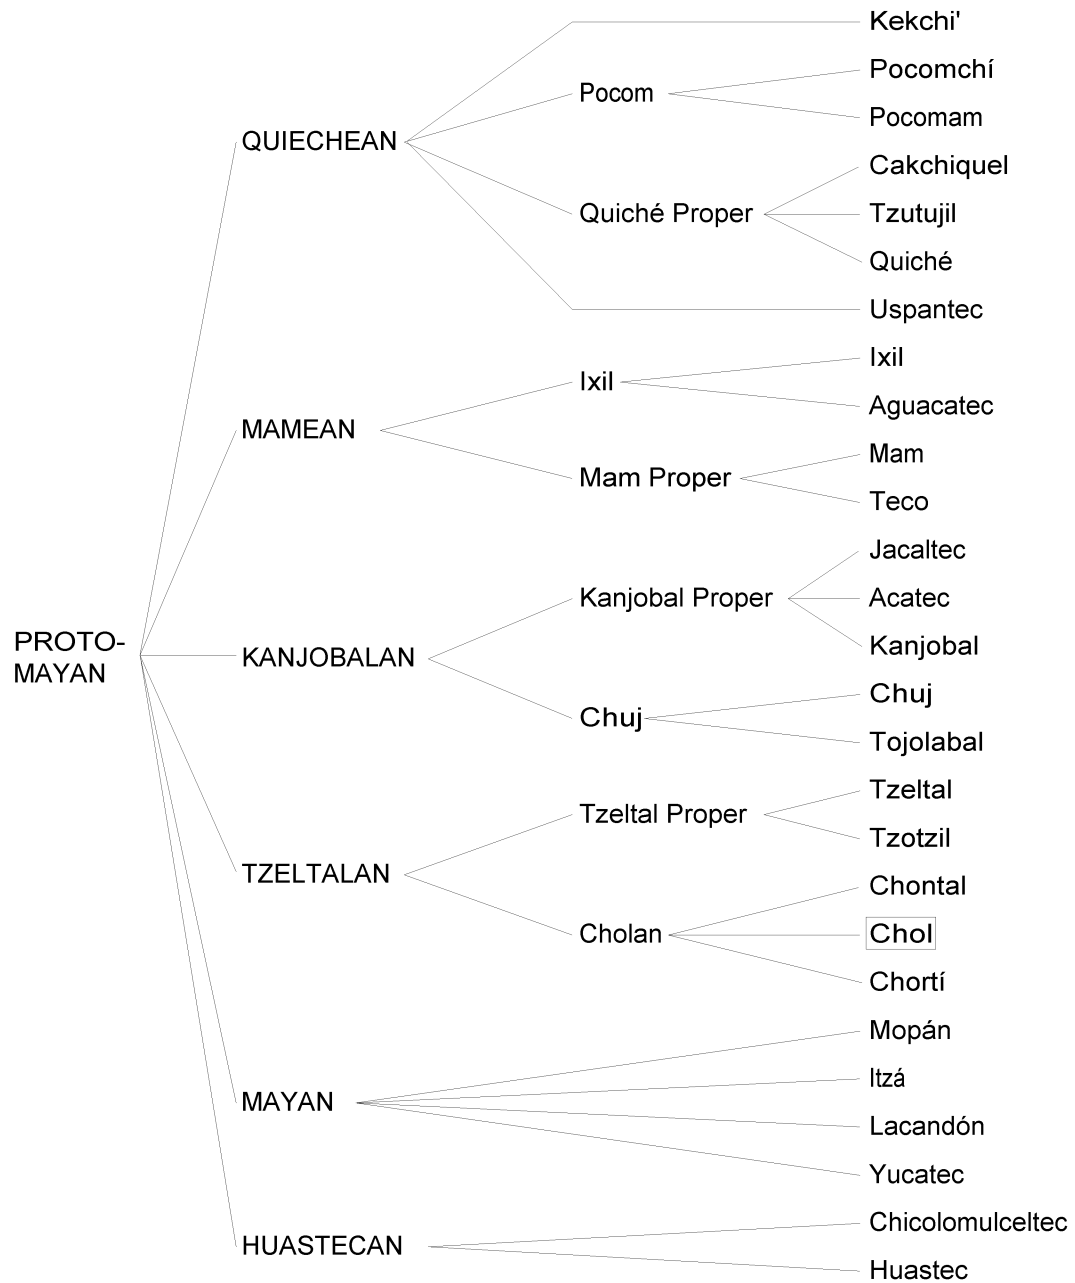 Kekchi'
Pocomchí
Pocom
Pocomam
QUIECHEAN
Cakchiquel
Quiché Proper
Tzutujil
Quiché
Uspantec
Ixil
Ixil
Aguacatec
MAMEAN
Mam
Mam Proper
Teco
Jacaltec
Kanjobal Proper
Acatec
Kanjobal
PROTO-
MAYAN
KANJOBALAN
Chuj
Chuj
Tojolabal
Tzeltal
Tzeltal Proper
Tzotzil
TZELTALAN
Chontal
Cholan
Chol
Chortí
Mopán
Itzá
MAYAN
Lacandón
Yucatec
Chicolomulceltec
HUASTECAN
Huastec